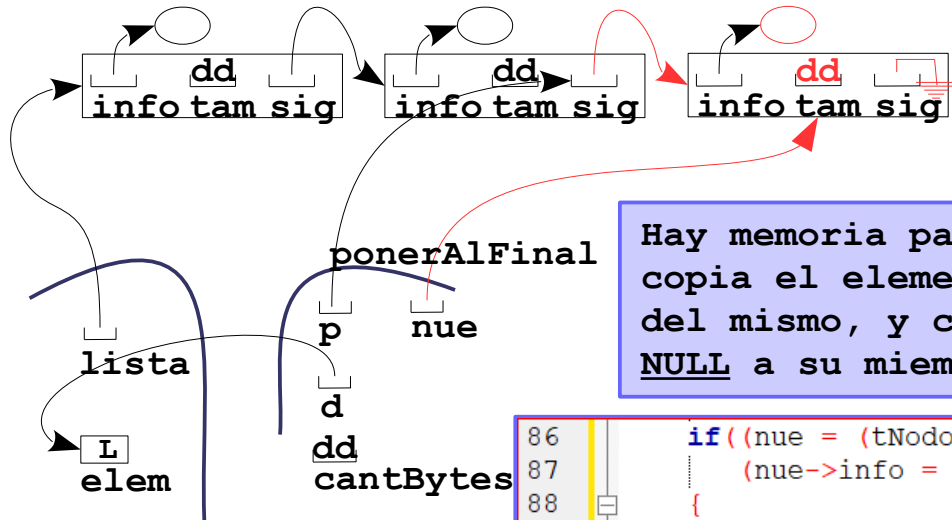 dd
info tam sig
dd
info tam sig
dd
info tam sig
ponerAlFinal
p
nue
lista
d
L
elem
dd
cantBytes
Hay memoria pa
copia el eleme
del mismo, y c
NULL a su miem
86 if((nue = (tNodo
87 (nue->info =
88 {